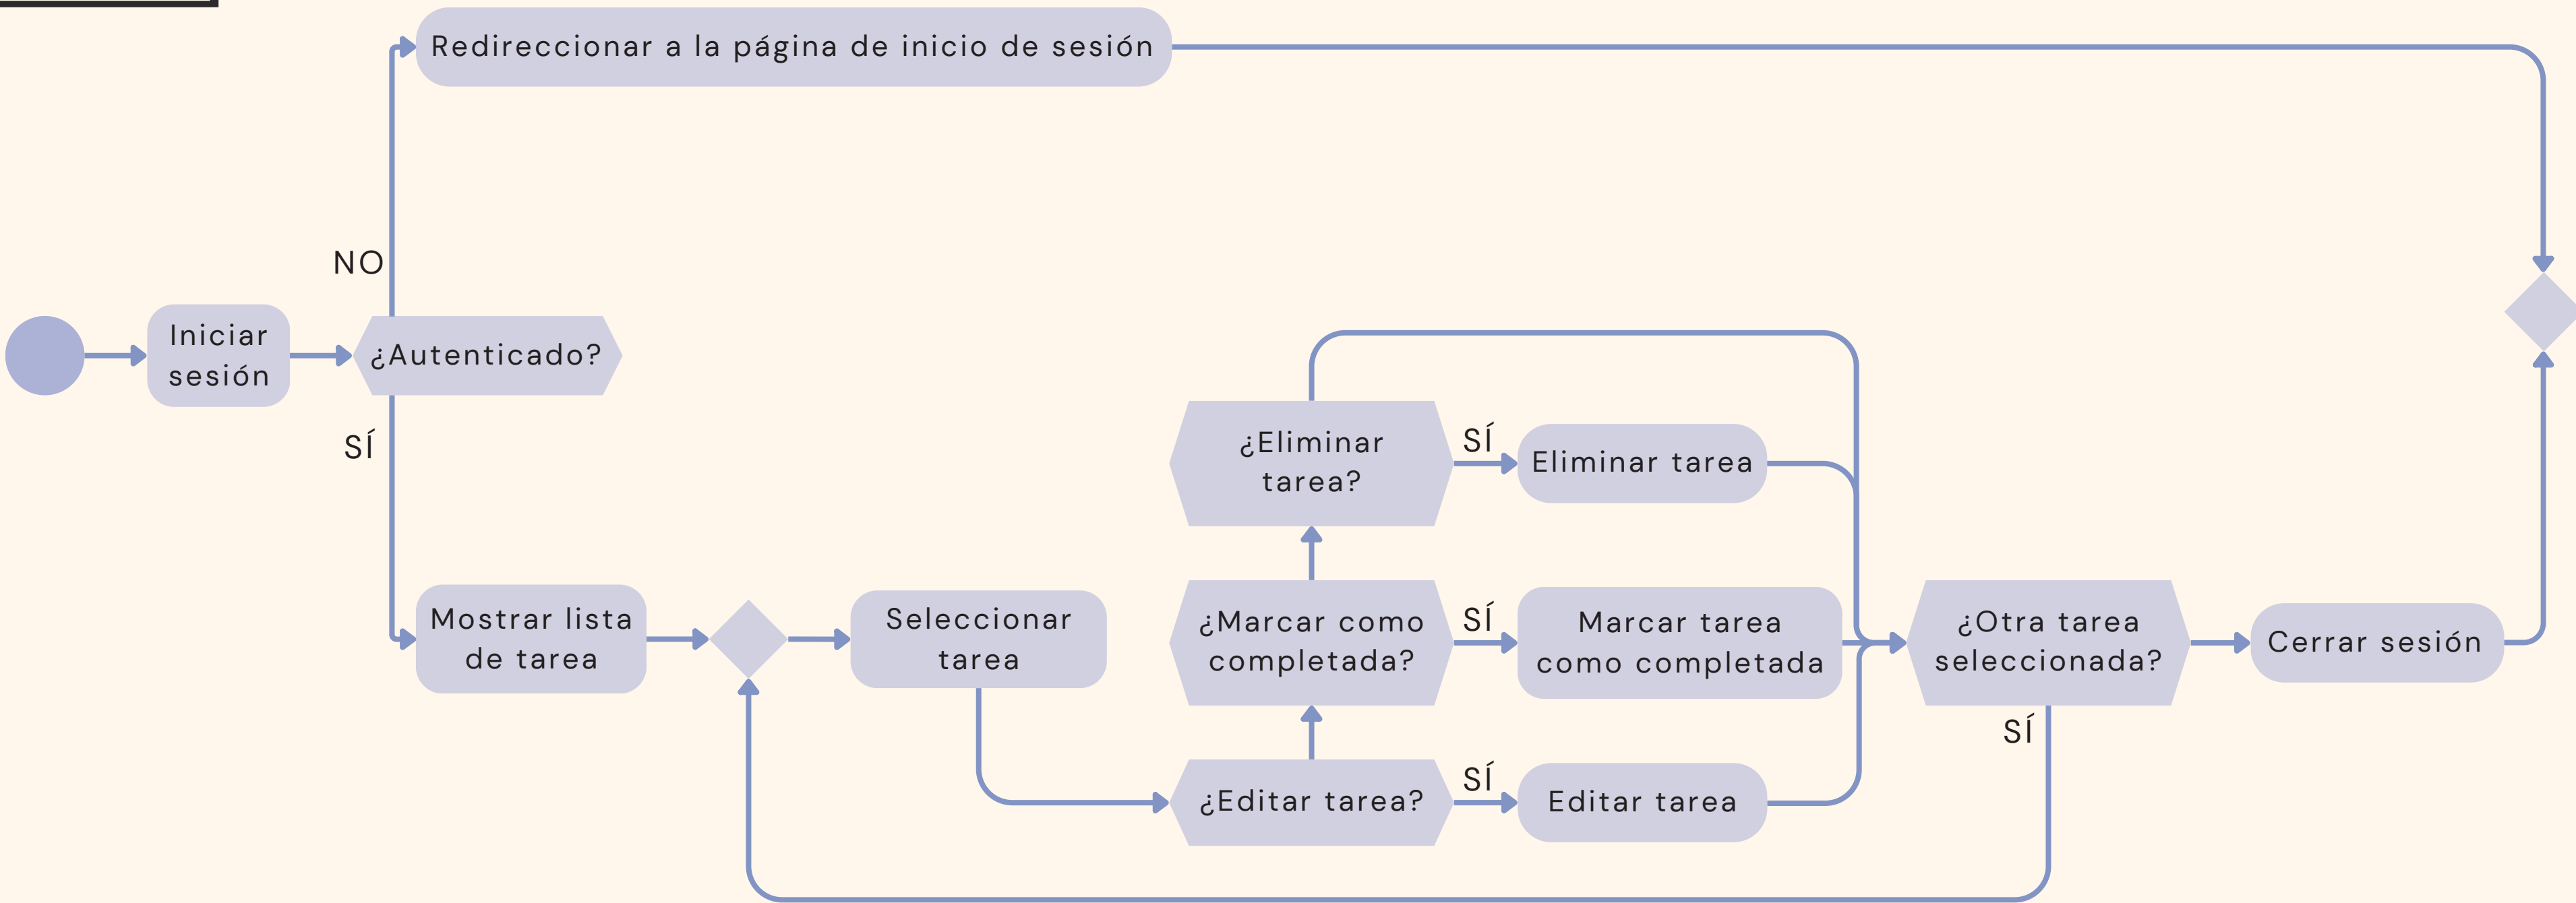 Redireccionar a la página de inicio de sesión
NO
Iniciar
sesión
¿Autenticado?
SÍ
¿Eliminar
tarea?
SÍ
Eliminar tarea
Mostrar lista
de tarea
Seleccionar
tarea
¿Marcar como
completada?
SÍ
Marcar tarea
como completada
¿Otra tarea
seleccionada?
Cerrar sesión
SÍ
¿Editar tarea?
SÍ
Editar tarea